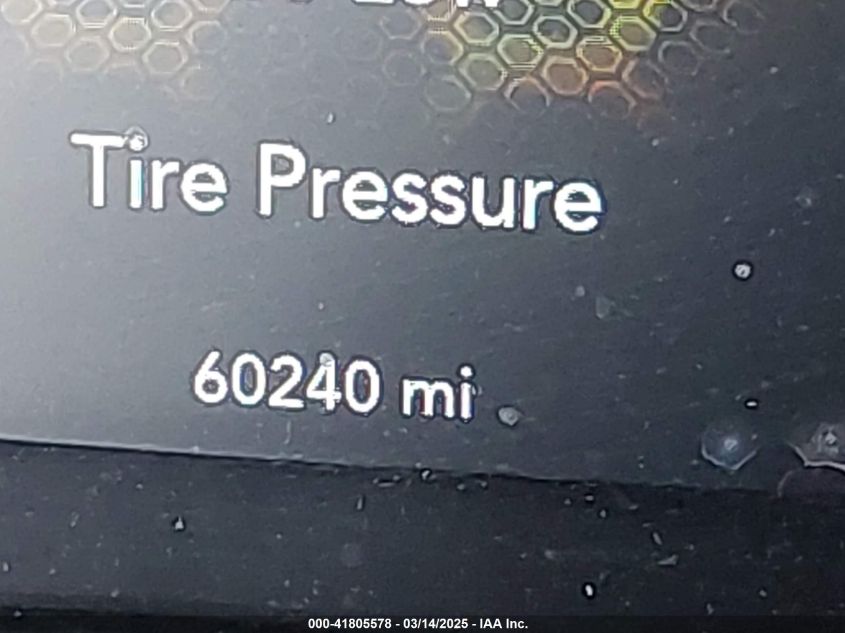 Tire Pressure
60240 mi
000-41805578 - 03/14/2025 - IAA Inc.